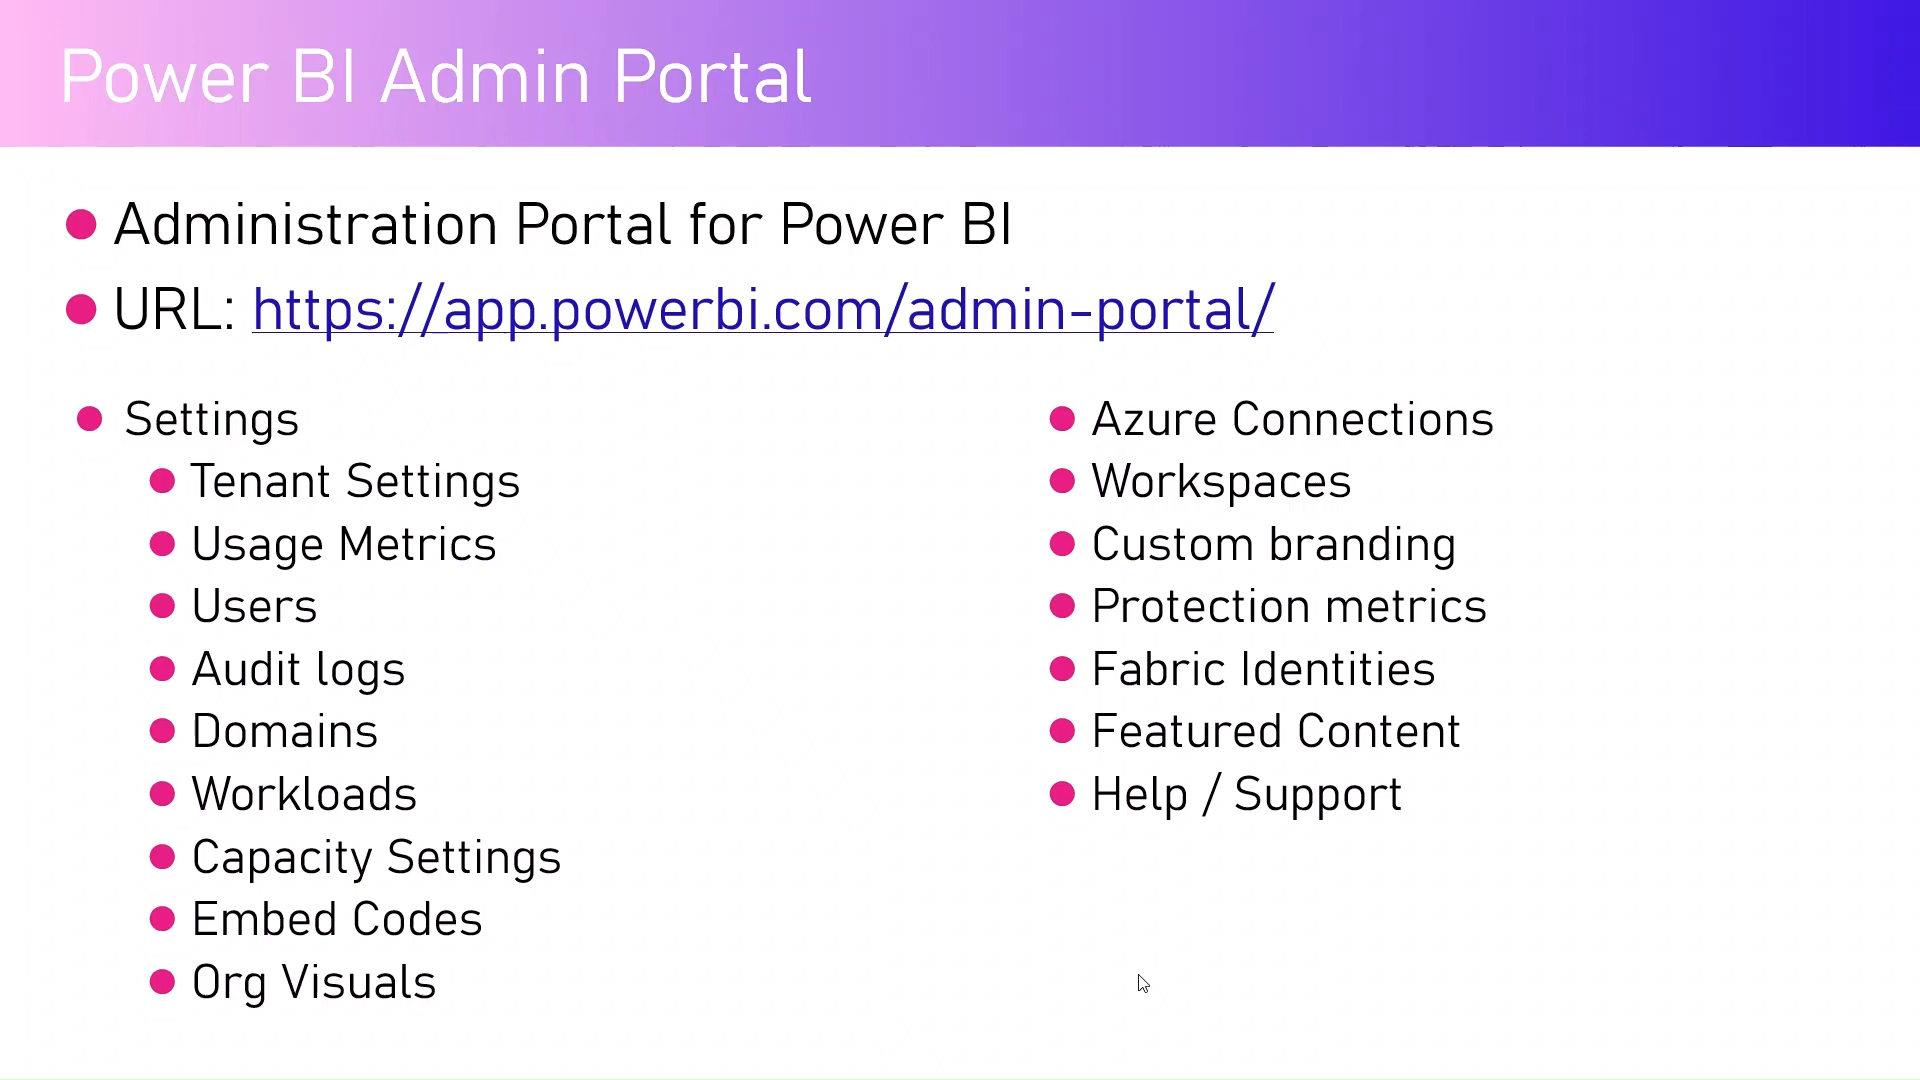 Power BI Admin Portal
Administration Portal for Power BI
URL: https://app.powerbi.com/admin-portal/
Settings
Tenant Settings
Usage Metrics
Users
Audit logs
Domains
Workloads
Capacity Settings
Embed Codes
Org Visuals
Azure Connections
Workspaces
Custom branding
Protection metrics
Fabric Identities
Featured Content
Help / Support